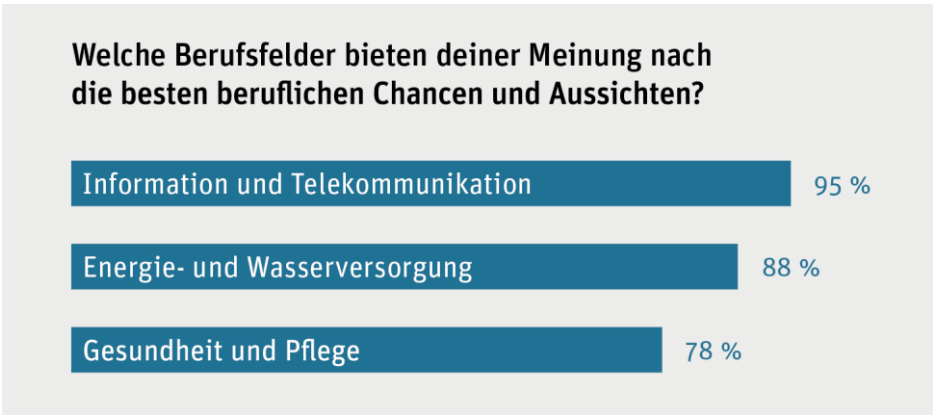 Welche Berufsfelder bieten deiner Meinung nach
die besten beruflichen Chancen und Aussichten?
Information und Telekommunikation 95 %
Energie- und Wasserversorgung 88 %
Gesundheit und Pflege 78 %